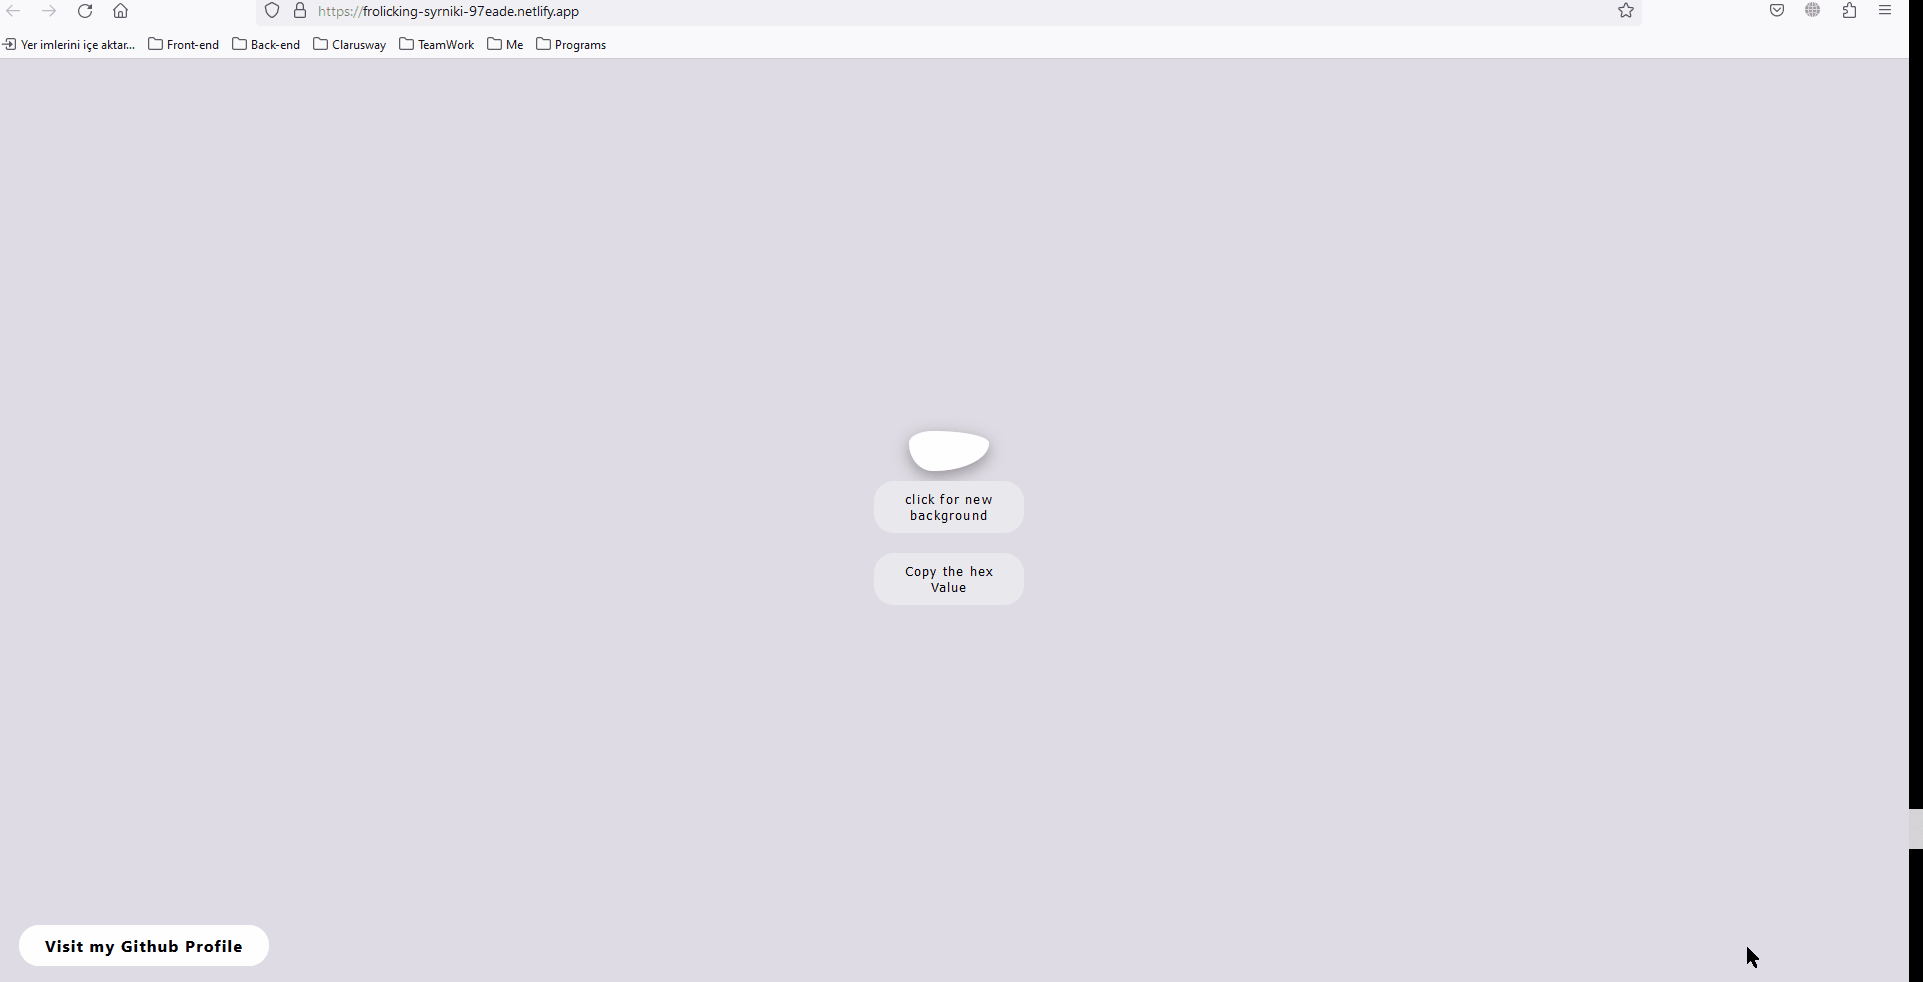 https://frolicking-syrniki-97eade.netlify.app
Yer imlerini içe aktar... Front-end Back-end Clarusway TeamWork Me Programs
click for new
background
Copy the hex
Value
Visit my Github Profile